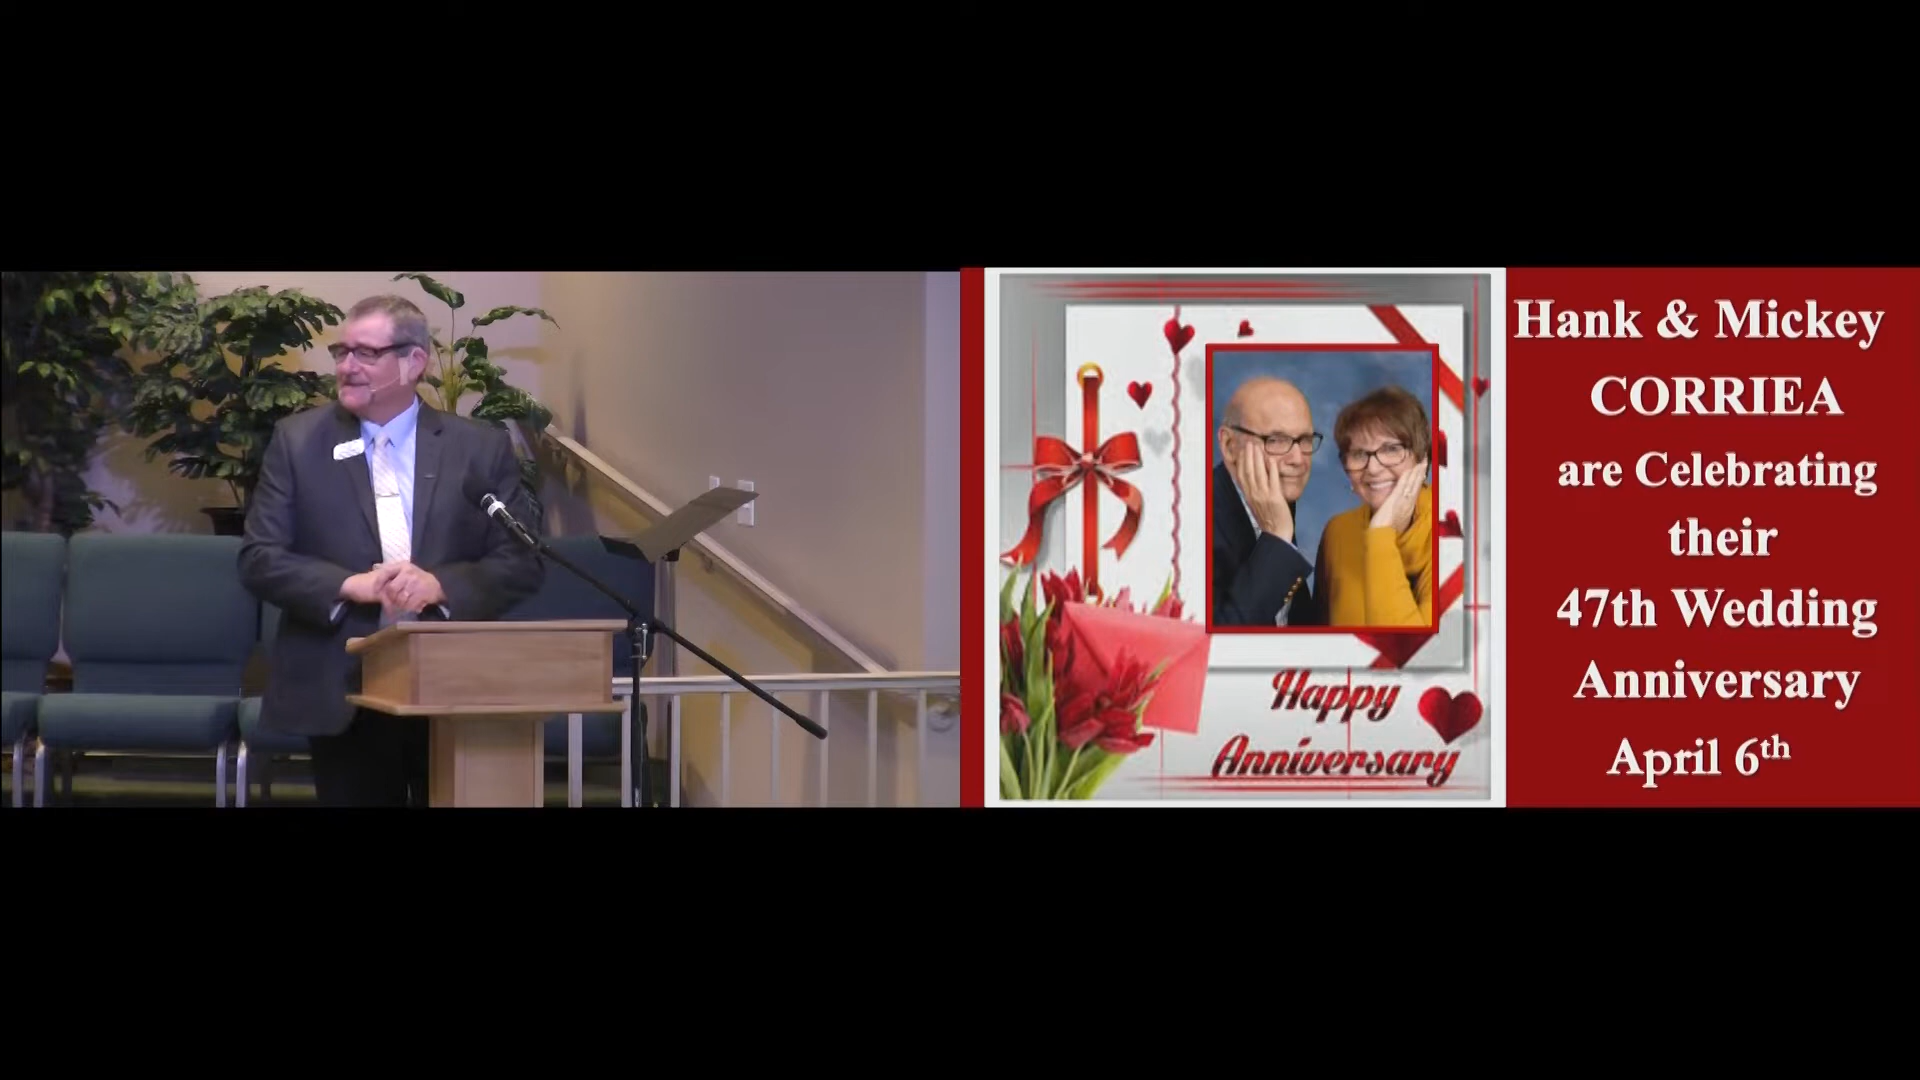 Hank & Mickey
CORRIEA
are Celebrating
their
47th Wedding
Anniversary
April 6th
Happy
Anniversary